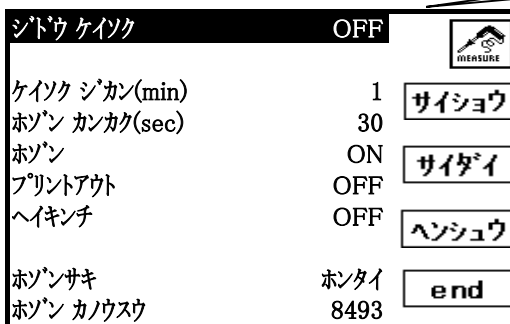 ジドウ ケイソク OFF
MEASURE
ケイソク ジカン(min) 1
サイショウ
ホゾン カンカク(sec) 30
ホゾン ON
サイダイ
プリントアウト OFF
ヘイキンチ OFF
ヘンシュウ
ホゾンサキ ホンタイ
end
ホゾン カノウスウ 8493